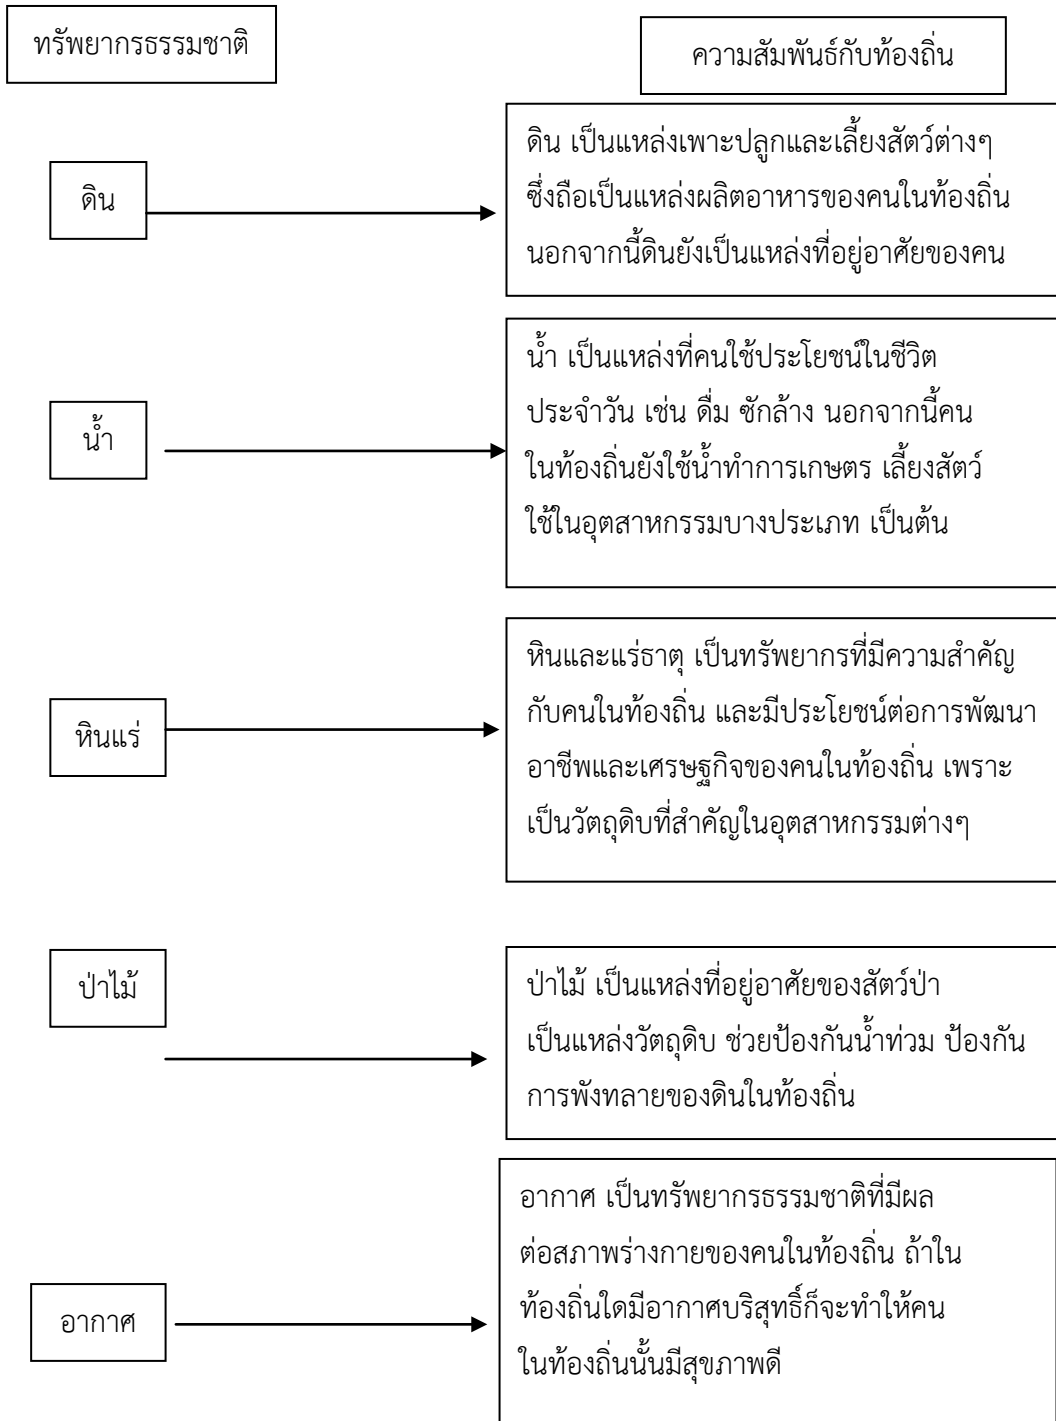 ทรัพยากรธรรมชาติ
ความสัมพันธ์กับท้องถิ่น
ดิน
ดิน เป็นแหล่งเพาะปลูกและเลี้ยงสัตว์ต่างๆ
ซึ่งถือเป็นแหล่งผลิตอาหารของคนในท้องถิ่น
นอกจากนี้ดินยังเป็นแหล่งที่อยู่อาศัยของคน
น้ำ
น้ำ เป็นแหล่งที่คนใช้ประโยชน์ในชีวิต
ประจำวัน เช่น ดื่ม ซักล้าง นอกจากนี้คน
ในท้องถิ่นยังใช้น้ำทำการเกษตร เลี้ยงสัตว์
ใช้ในอุตสาหกรรมบางประเภท เป็นต้น
หินแร่
หินและแร่ธาตุ เป็นทรัพยากรที่มีความสำคัญ
กับคนในท้องถิ่น และมีประโยชน์ต่อการพัฒนา
อาชีพและเศรษฐกิจของคนในท้องถิ่น เพราะ
เป็นวัตถุดิบที่สำคัญในอุตสาหกรรมต่างๆ
ป่าไม้
ป่าไม้ เป็นแหล่งที่อยู่อาศัยของสัตว์ป่า
เป็นแหล่งวัตถุดิบ ช่วยป้องกันน้ำท่วม ป้องกัน
การพังทลายของดินในท้องถิ่น
อากาศ
อากาศ เป็นทรัพยากรธรรมชาติที่มีผล
ต่อสภาพร่างกายของคนในท้องถิ่น ถ้าใน
ท้องถิ่นใดมีอากาศบริสุทธิ์ก็จะทำให้คน
ในท้องถิ่นนั้นมีสุขภาพดี